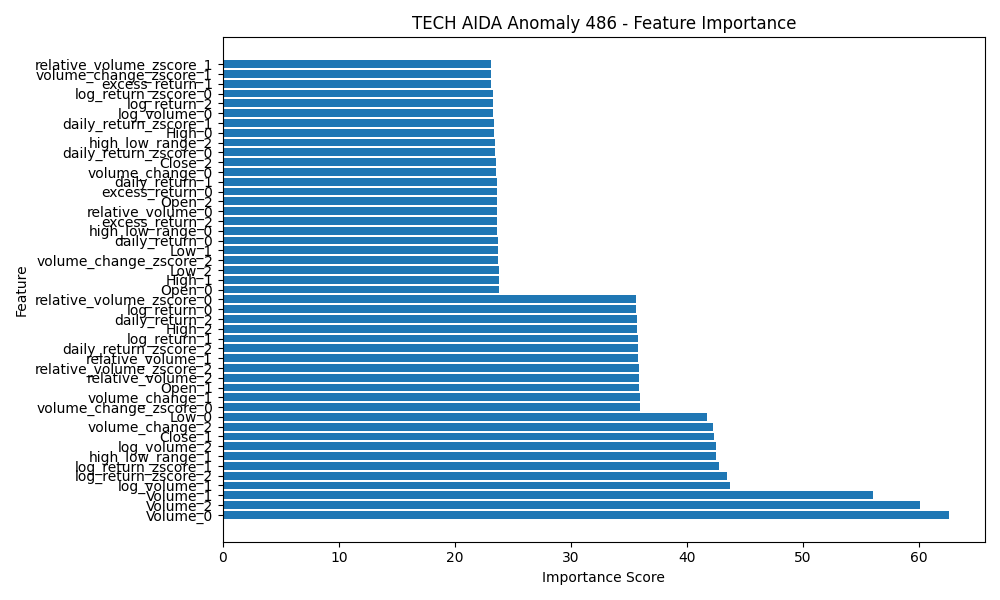 TECH AIDA Anomaly 486 - Feature Importance
relative_volume_zscore_1
volume_change_zscore_1
excess_return_1
log_return_zscore_0
log_return_2
log_volume_0
daily_return_zscore_1
High_0
high_low_range_2
daily_return_zscore_0
Close_2
volume_change_0
daily_return_1
excess_return_0
Open_2
relative_volume_0
excess_return_2
high_low_range_0
daily_return_0
Low_1
volume_change_zscore_2
Low_2
High_1
Open_0
relative_volume_zscore_0
log_return_0
daily_return_2
High_2
log_return_1
daily_return_zscore_2
relative_volume_1
relative_volume_zscore_2
relative_volume_2
Open_1
volume_change_1
volume_change_zscore_0
Low_0
volume_change_2
Close_1
log_volume_2
high_low_range_1
log_return_zscore_1
log_return_zscore_2
log_volume_1
Volume_1
Volume_2
Volume_0
Feature
0 10 20 30 40 50 60
Importance Score